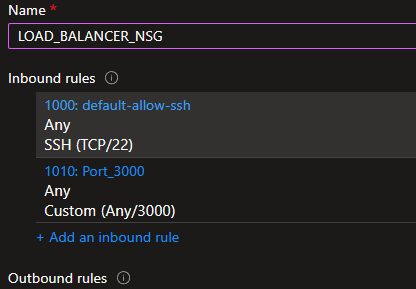 Name *
LOAD_BALANCER_NSG
Inbound rules
1000: default-allow-ssh
Any
SSH (TCP/22)
1010: Port_3000
Any
Custom (Any/3000)
+ Add an inbound rule
Outbound rules